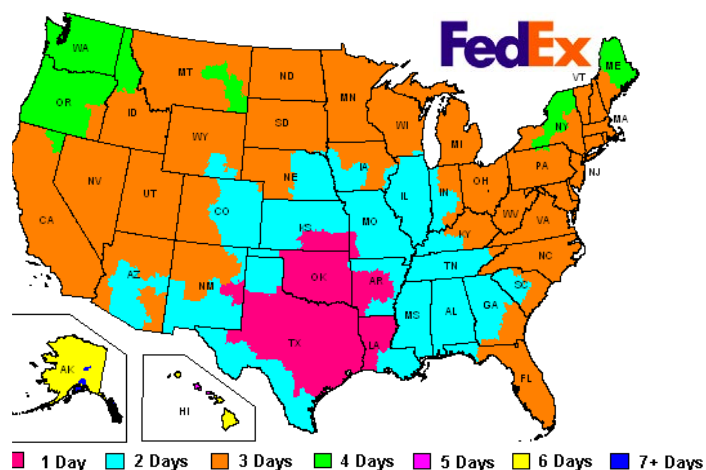 FedEx
WA
MT
ND
MN
ME
VT
OR
ID
SD
WI
MI
NY
MA
WY
NE
IA
PA
NJ
NV
UT
CO
IL
IN
OH
CA
KS
MO
WV
VA
KY
AZ
NM
OK
AR
TN
NC
SC
TX
LA
MS
AL
GA
FL
AK
HI
1 Day 2 Days 3 Days 4 Days 5 Days 6 Days 7+ Days